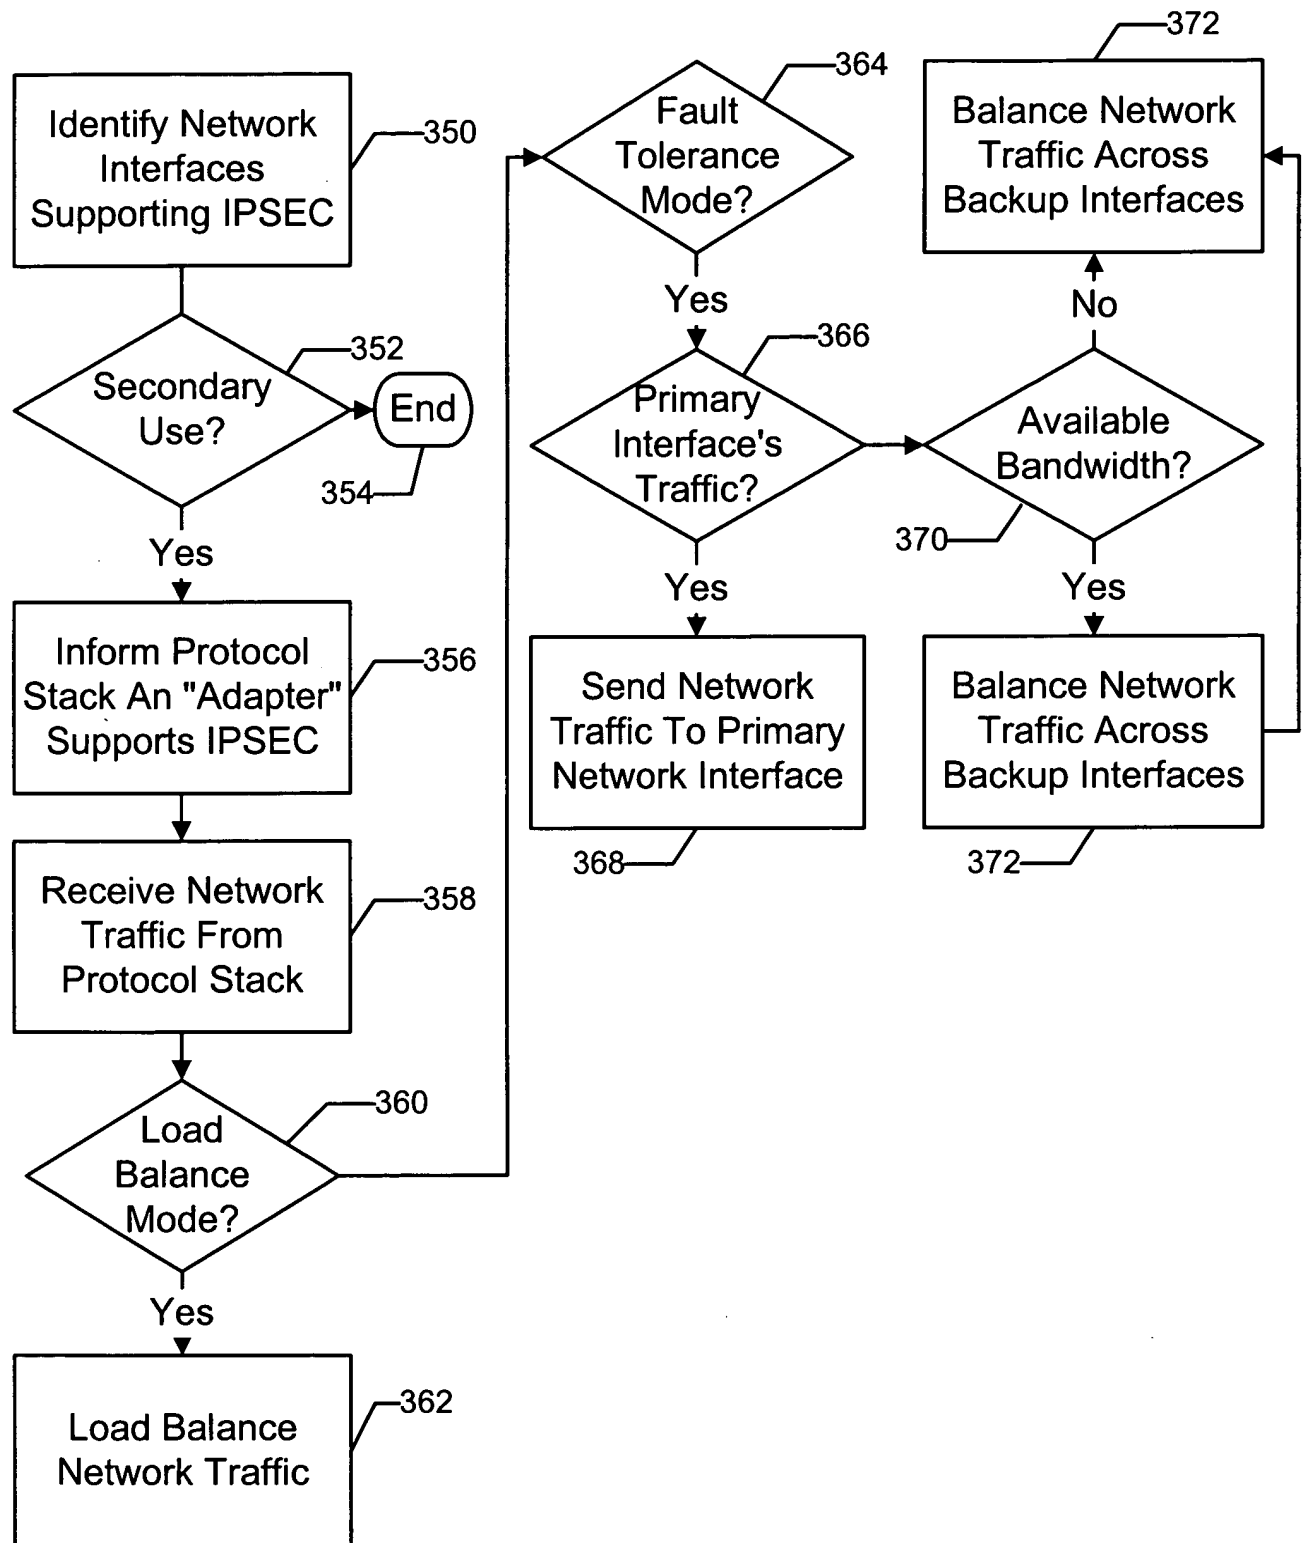 Identify Network
Interfaces
Supporting IPSEC
350
Secondary
Use?
352
End
354
Yes
Inform Protocol
Stack An "Adapter"
Supports IPSEC
356
Receive Network
Traffic From
Protocol Stack
358
Load
Balance
Mode?
360
Yes
Load Balance
Network Traffic
362
Fault
Tolerance
Mode?
364
Yes
Primary
Interface's
Traffic?
366
Yes
Send Network
Traffic To Primary
Network Interface
368
372
Balance Network
Traffic Across
Backup Interfaces
No
Available
Bandwidth?
370
Yes
Balance Network
Traffic Across
Backup Interfaces
372